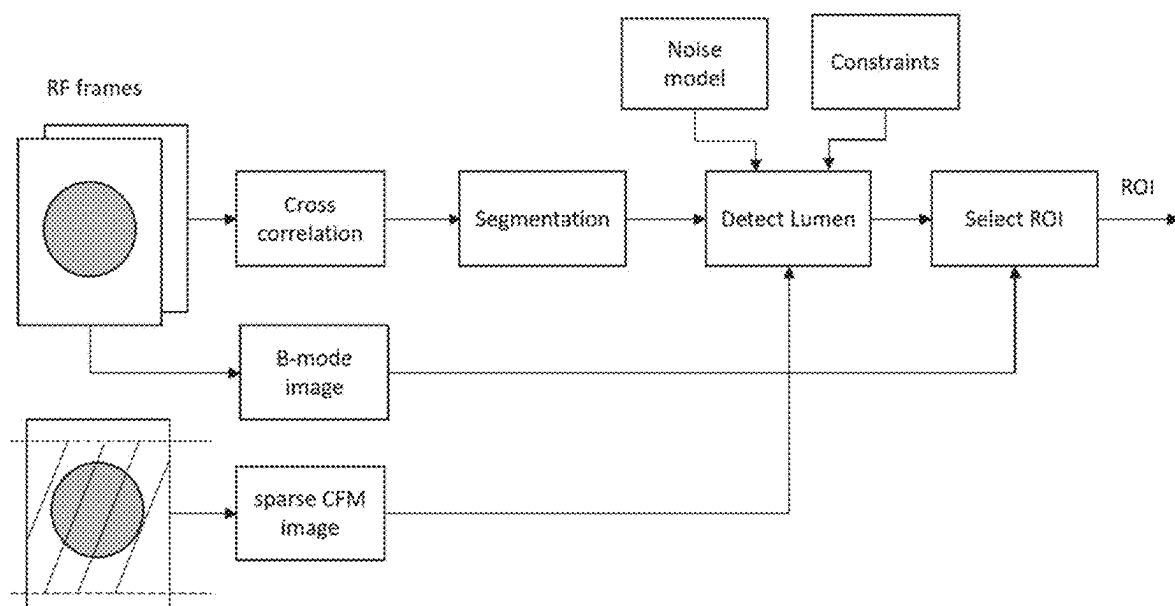 Noise
model
Constraints
RF frames
Cross
correlation
Segmentation
Detect Lumen
Select ROI
ROI
B-mode
image
sparse CFM
image